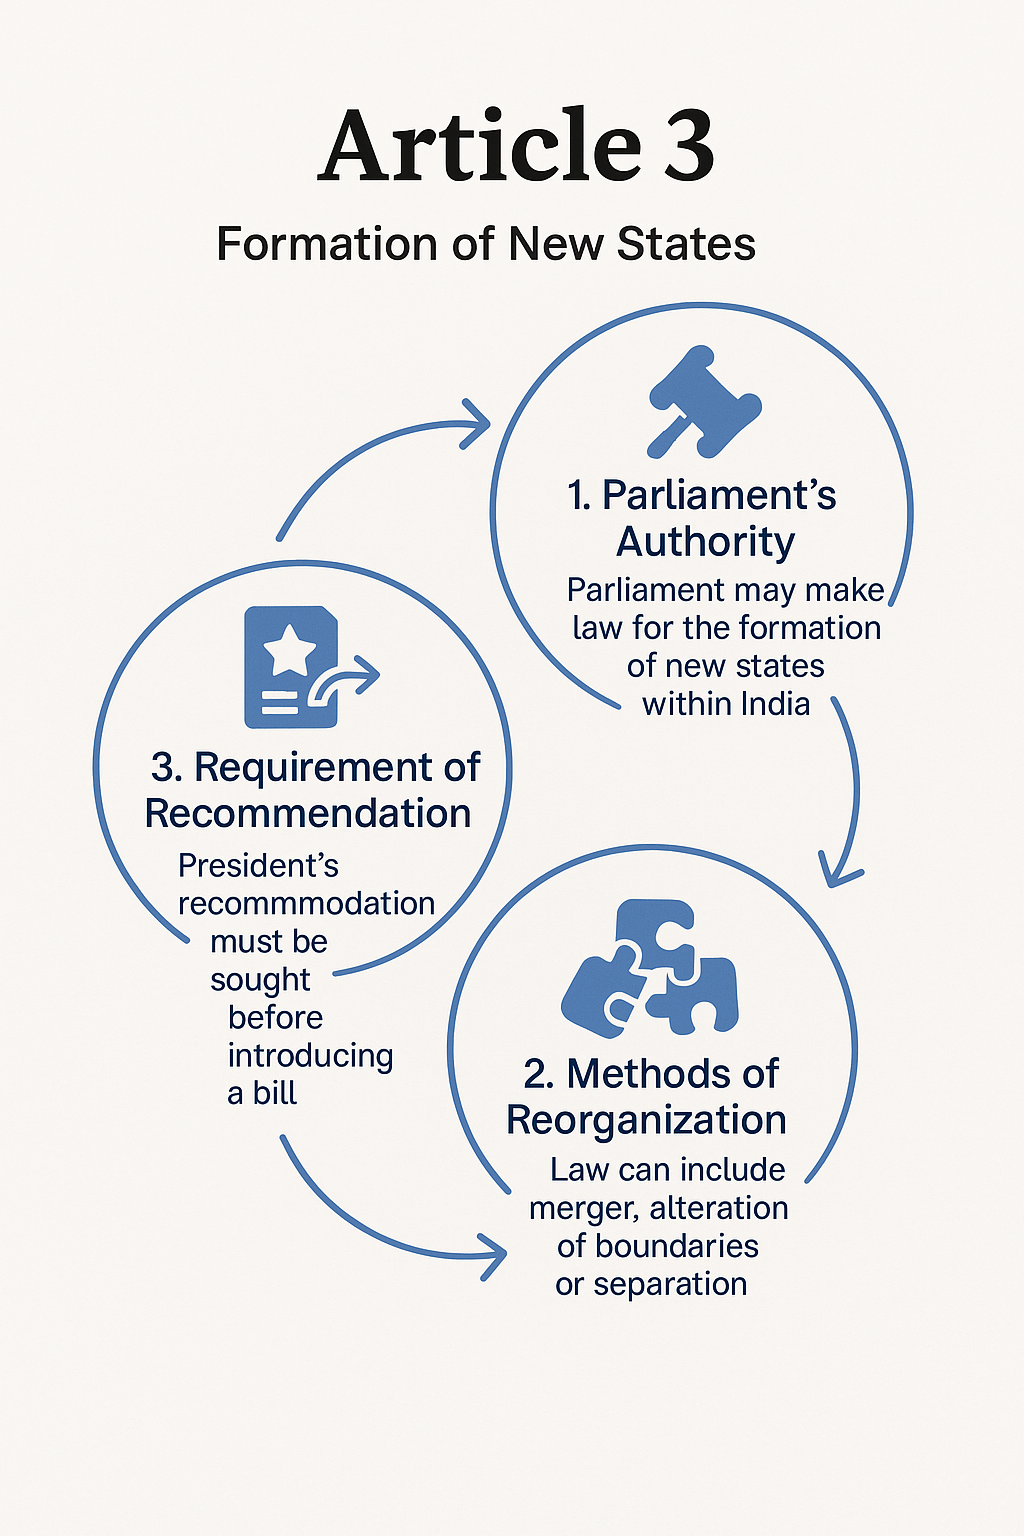 Article 3
Formation of New States
1. Parliament’s
Authority
Parliament may make
law for the formation
of new states
within India
2. Methods of
Reorganization
Law can include
merger, alteration
of boundaries
or separation
3. Requirement of
Recommendation
President’s
recommmodation
must be
sought
before
introducing
a bill